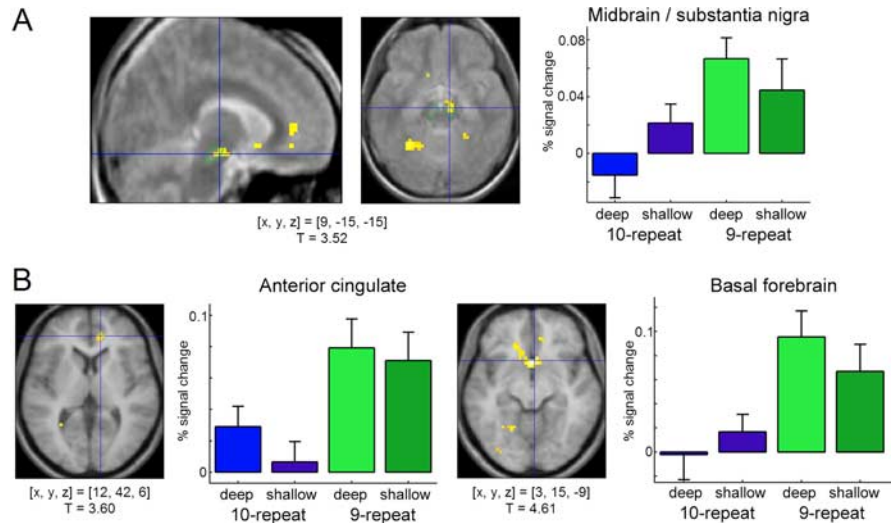 A
Midbrain / substantia nigra
% signal change
0.08
0.04
0
deep shallow deep shallow
10-repeat 9-repeat
[x, y, z] = [9, -15, -15]
T = 3.52
B
Anterior cingulate
% signal change
0.1
0
deep shallow deep shallow
10-repeat 9-repeat
[x, y, z] = [12, 42, 6]
T = 3.60
Basal forebrain
% signal change
0.1
0
deep shallow deep shallow
10-repeat 9-repeat
[x, y, z] = [3, 15, -9]
T = 4.61